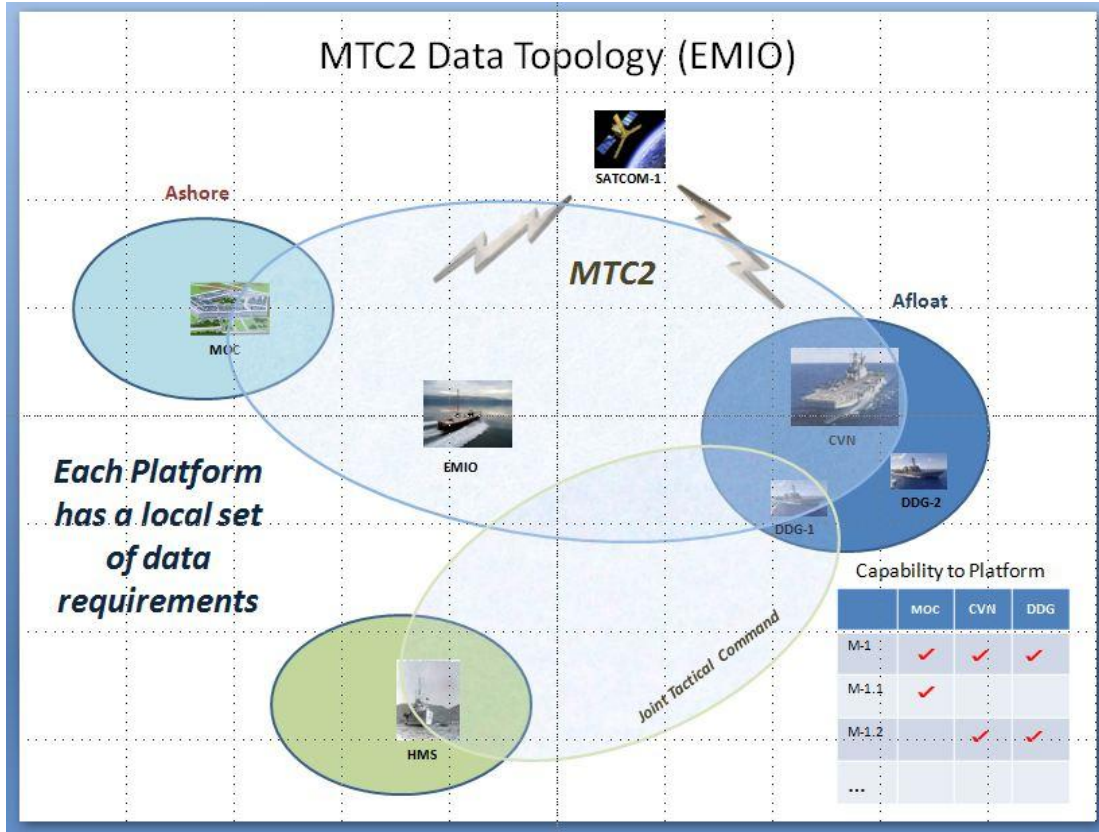 MTC2 Data Topology (EMIO)
SATCOM-1
Ashore
MTC2
Afloat
MOC
CVN
EMIO
DDG-2
DDG-1
Each Platform
has a local set
of data
requirements
Joint Tactical Command
HMS
Capability to Platform
MOC CVN DDG
M-1 ✓ ✓ ✓
M-1.1 ✓
M-1.2 ✓ ✓
...